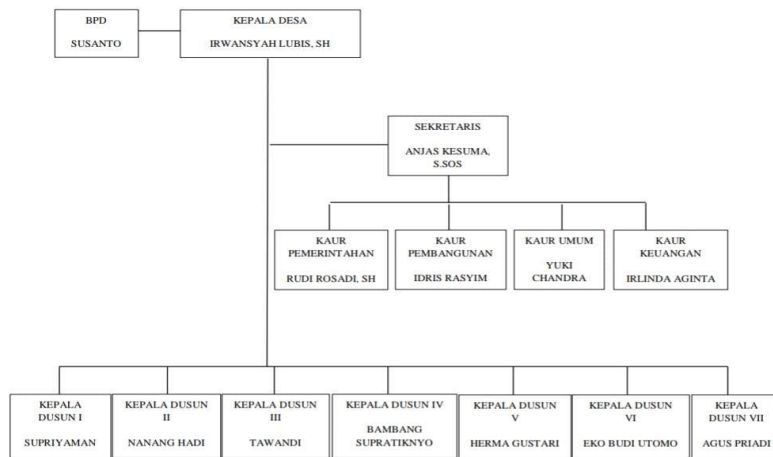 BPD
SUSANTO
KEPALA DESA
IRWANSYAH LUBIS, SH
SEKRETARIS
ANJAS KESUMA,
S.SOS
KAUR
PEMERINTAHAN
RUDI ROSADI, SH
KAUR
PEMBANGUNAN
IDRIS RASYIM
KAUR UMUM
YUKI
CHANDRA
KAUR
KEUANGAN
IRLINDA AGINTA
KEPALA
DUSUN I
SUPRIYAMAN
KEPALA DUSUN
II
NANANG HADI
KEPALA DUSUN
III
TAWANDI
KEPALA DUSUN IV
BAMBANG
SUPRATIKNYO
KEPALA DUSUN
V
HERMA GUSTARI
KEPALA DUSUN
VI
EKO BUDI UTOMO
KEPALA
DUSUN VII
AGUS PRIADI